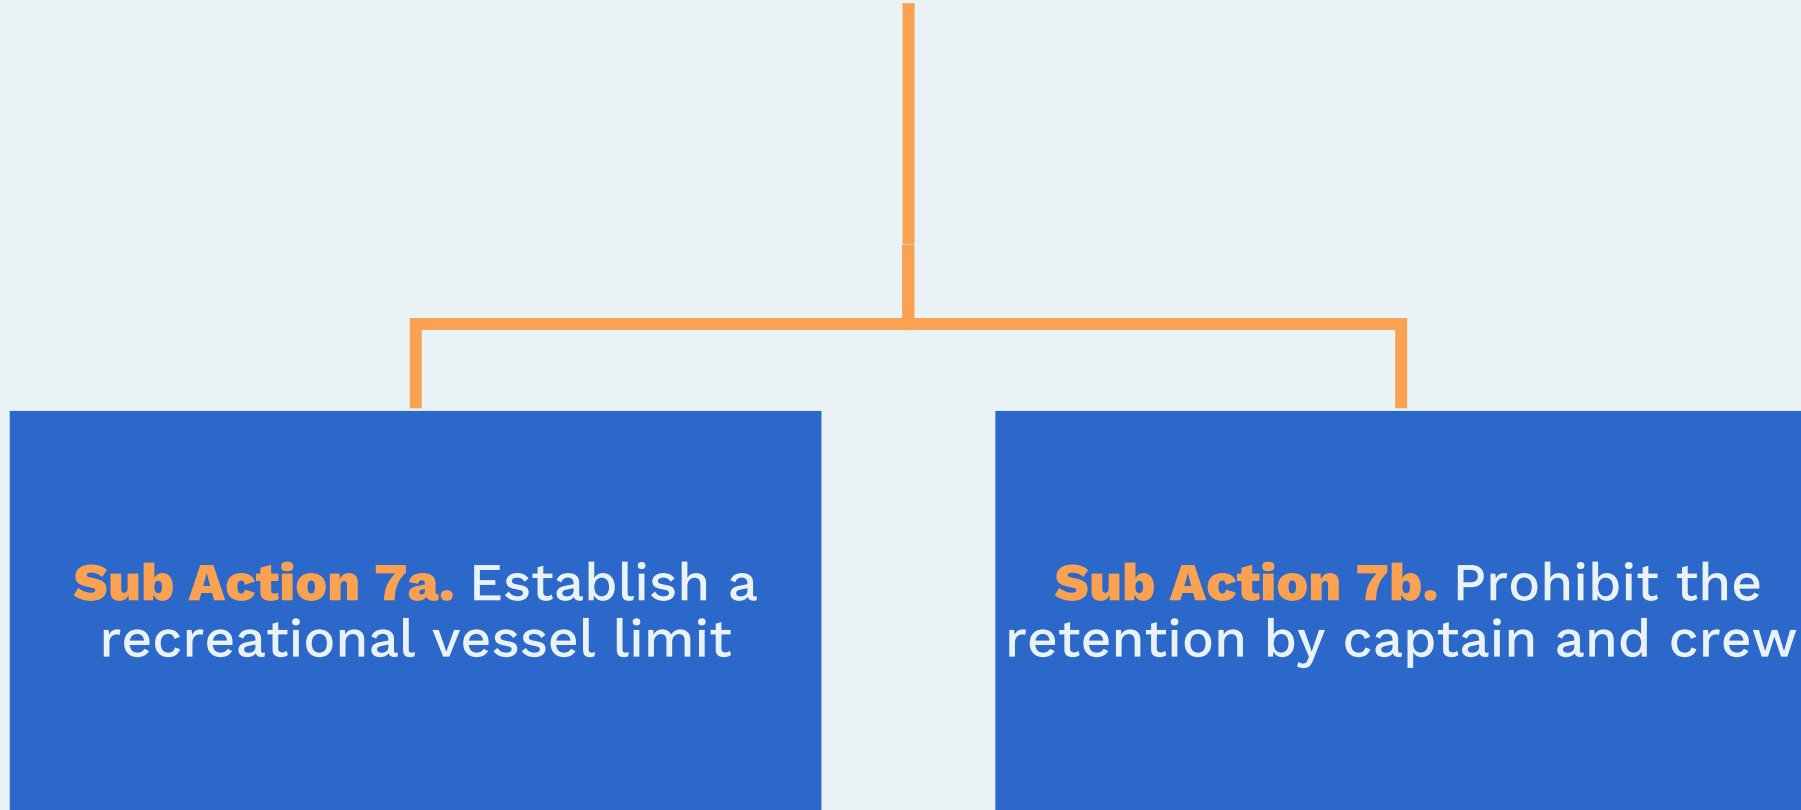 Sub Action 7a. Establish a
recreational vessel limit
Sub Action 7b. Prohibit the
retention by captain and crew